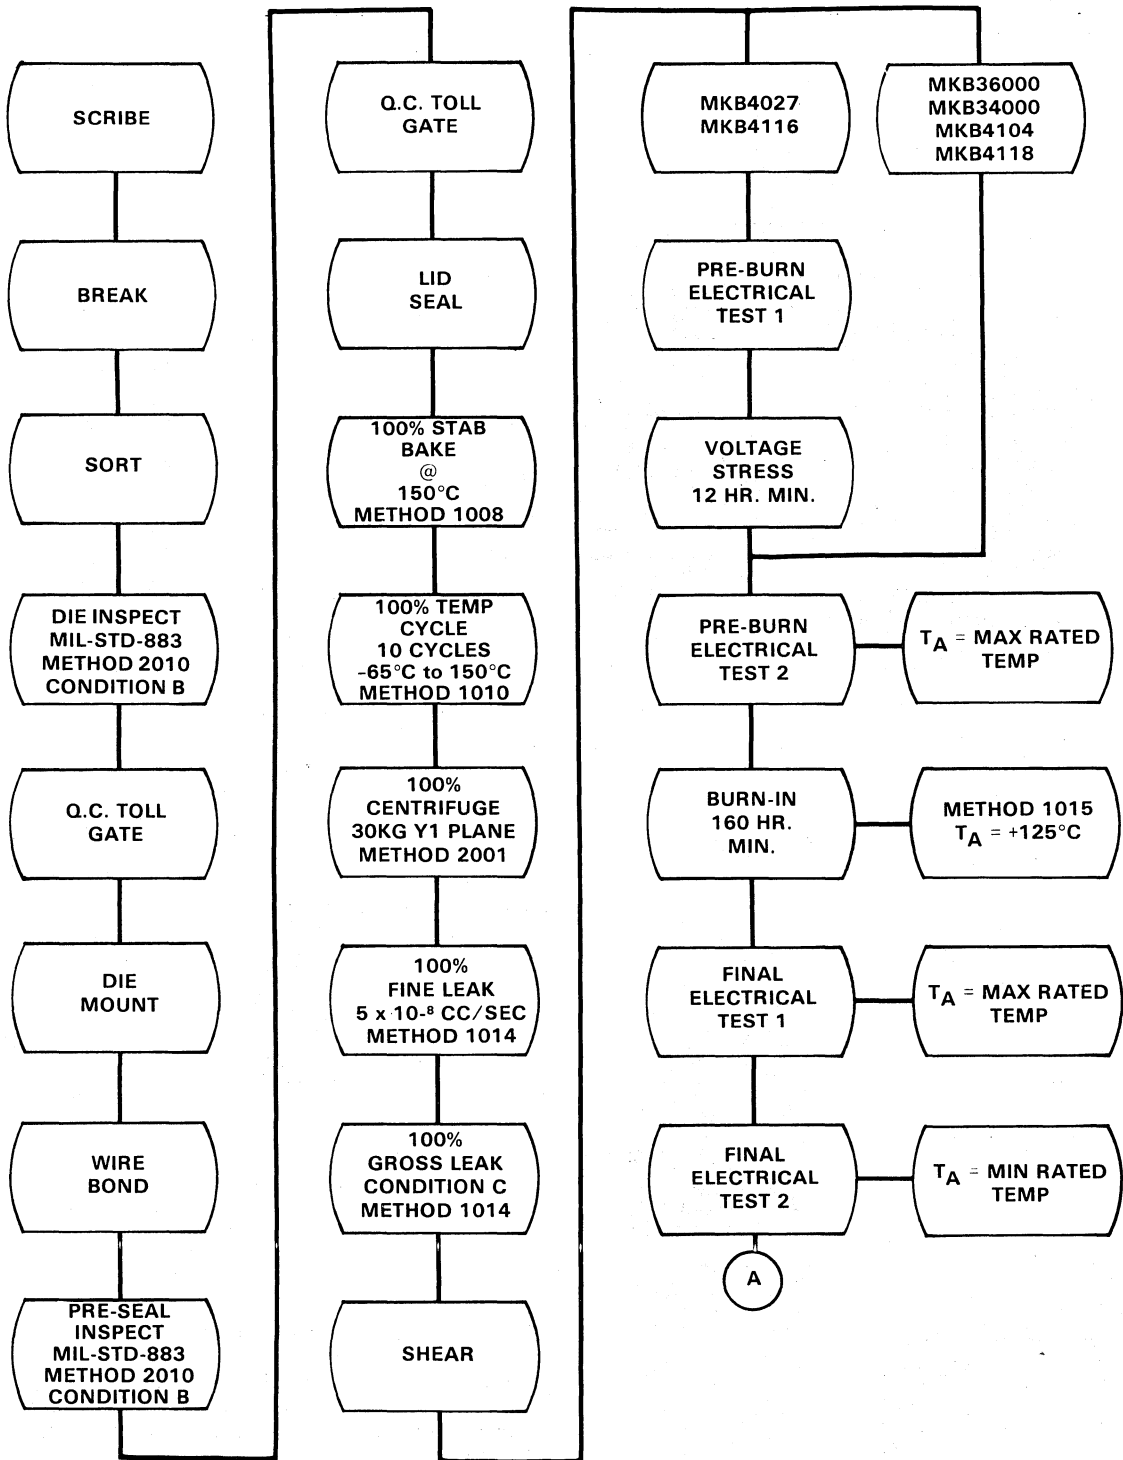 SCRIBE
BREAK
SORT
DIE INSPECT
MIL-STD-883
METHOD 2010
CONDITION B
Q.C. TOLL
GATE
DIE
MOUNT
WIRE
BOND
PRE-SEAL
INSPECT
MIL-STD-883
METHOD 2010
CONDITION B
Q.C. TOLL
GATE
LID
SEAL
100% STAB
BAKE
@
150°C
METHOD 1008
100% TEMP
CYCLE
10 CYCLES
-65°C to 150°C
METHOD 1010
100%
CENTRIFUGE
30KG Y1 PLANE
METHOD 2001
100%
FINE LEAK
5 x 10-⁸ CC/SEC
METHOD 1014
100%
GROSS LEAK
CONDITION C
METHOD 1014
SHEAR
MKB4027
MKB4116
MKB36000
MKB34000
MKB4104
MKB4118
PRE-BURN
ELECTRICAL
TEST 1
VOLTAGE
STRESS
12 HR. MIN.
PRE-BURN
ELECTRICAL
TEST 2
TA = MAX RATED
TEMP
BURN-IN
160 HR.
MIN.
METHOD 1015
TA = +125°C
FINAL
ELECTRICAL
TEST 1
TA = MAX RATED
TEMP
FINAL
ELECTRICAL
TEST 2
TA = MIN RATED
TEMP
A